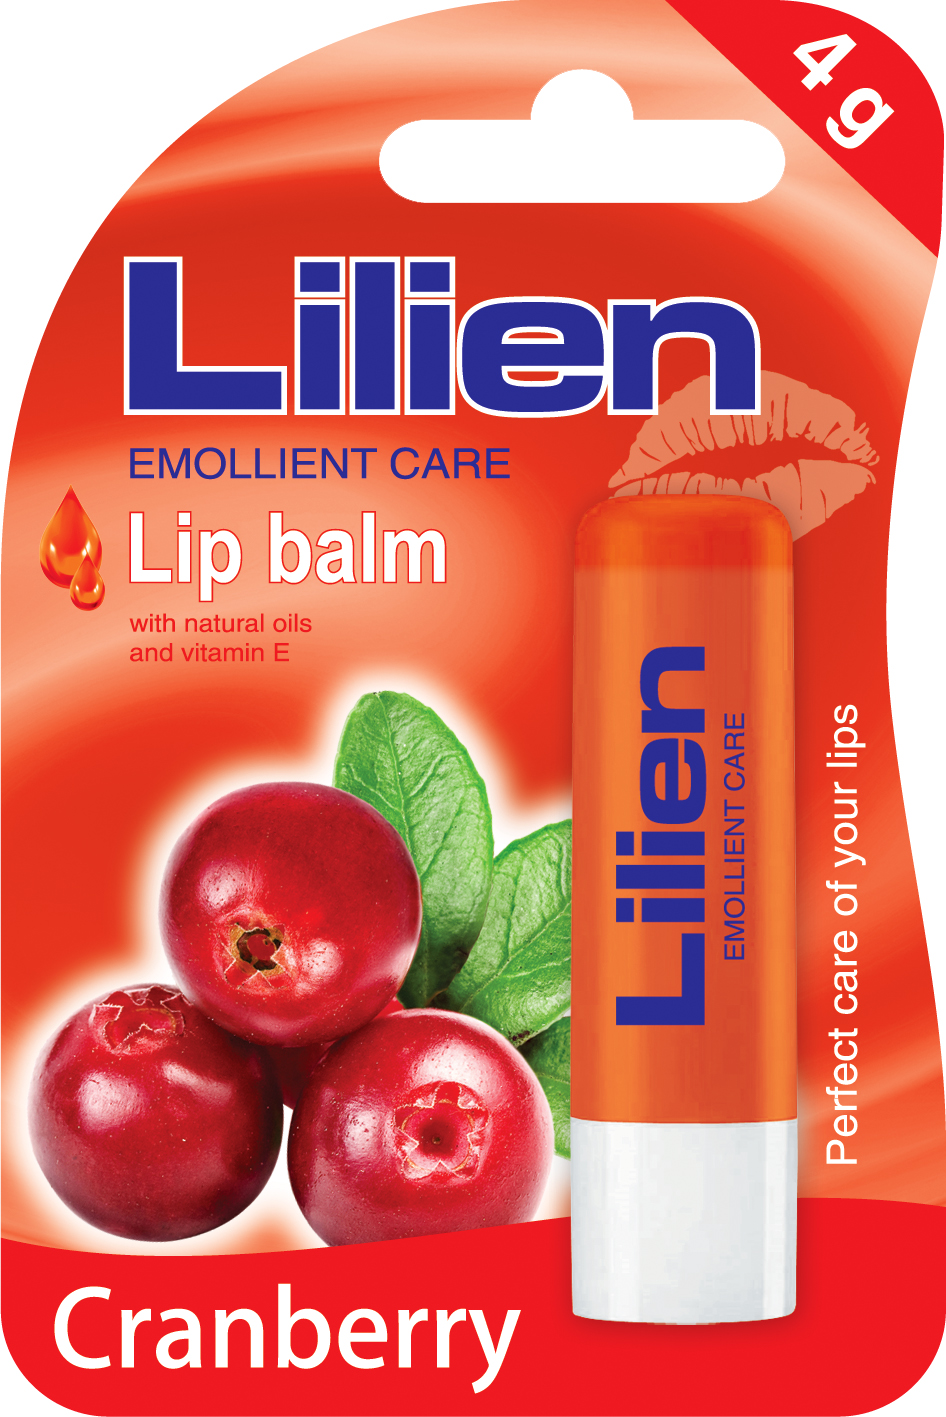 4 g
Lilien
EMOLLIENT CARE
Lip balm
with natural oils
and vitamin E
Lilien
EMOLLIENT CARE
Perfect care of your lips
Cranberry